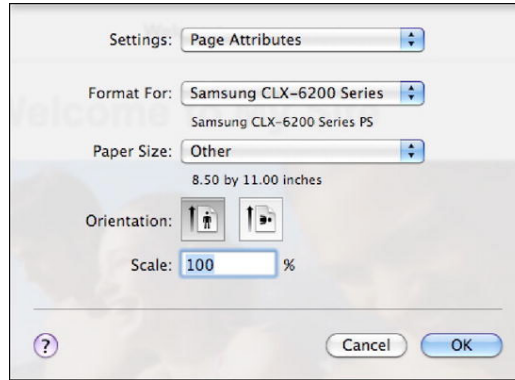 Settings: Page Attributes
Format For: Samsung CLX-6200 Series
Samsung CLX-6200 Series PS
Paper Size: Other
8.50 by 11.00 inches
Orientation:
Scale: 100 %
? Cancel OK